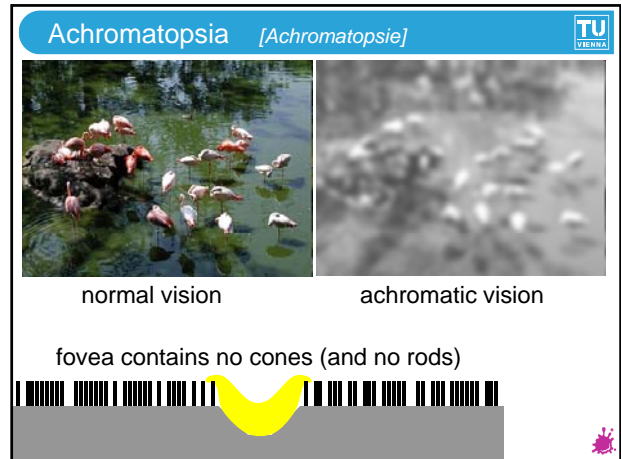 Achromatopsia [Achromatopsie]
TU
VIENNA
normal vision
achromatic vision
fovea contains no cones (and no rods)